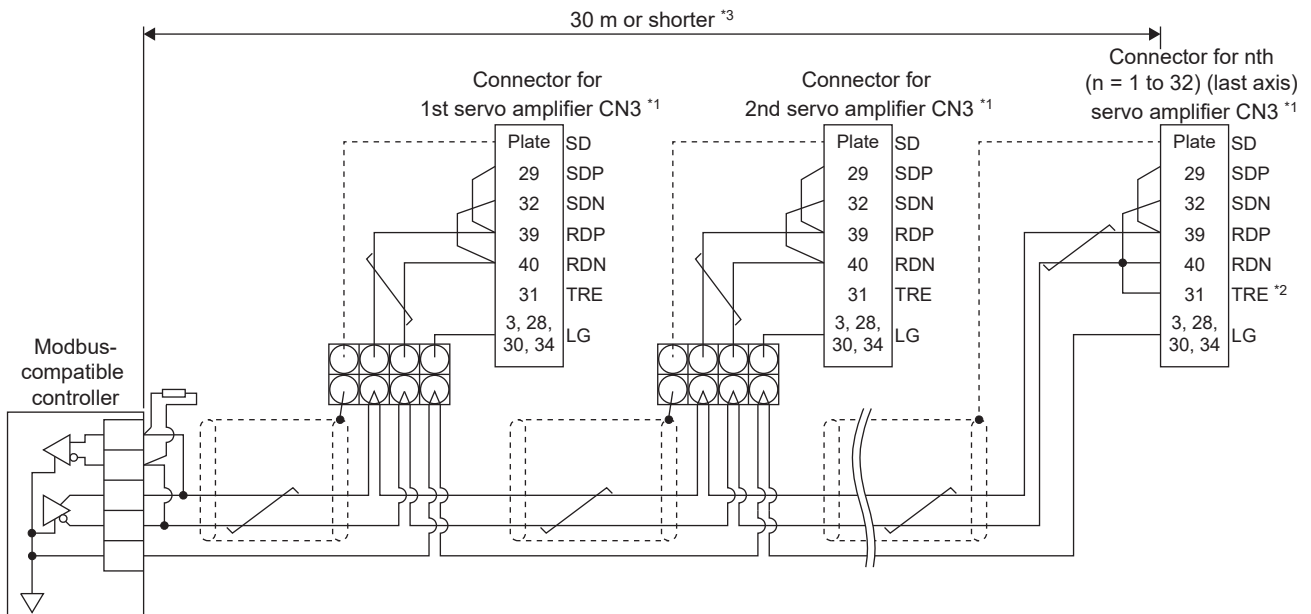 30 m or shorter *3
Connector for
1st servo amplifier CN3 *1
Connector for
2nd servo amplifier CN3 *1
Connector for nth
(n = 1 to 32) (last axis)
servo amplifier CN3 *1
Plate SD
29 SDP
32 SDN
39 RDP
40 RDN
31 TRE
3, 28,
30, 34
LG
Plate SD
29 SDP
32 SDN
39 RDP
40 RDN
31 TRE
3, 28,
30, 34
LG
Plate SD
29 SDP
32 SDN
39 RDP
40 RDN
31 TRE *2
3, 28,
30, 34
LG
Modbus-
compatible
controller